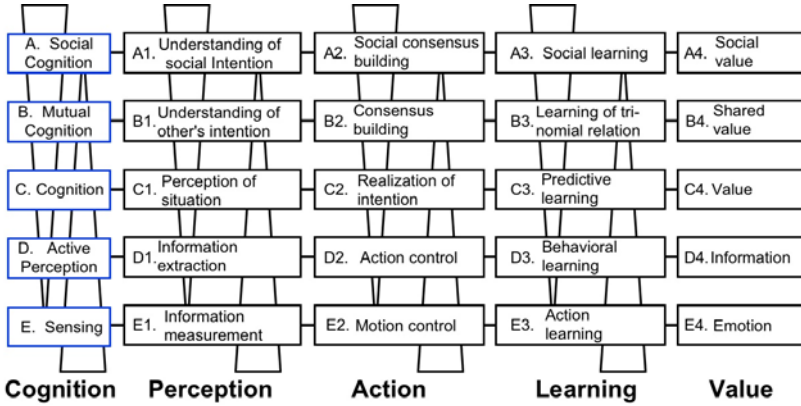 A. Social
Cognition
A1. Understanding of
social Intention
A2. Social consensus
building
A3. Social learning
A4. Social
value
B. Mutual
Cognition
B1. Understanding of
other's intention
B2. Consensus
building
B3. Learning of tri-
nomial relation
B4. Shared
value
C. Cognition
C1. Perception of
situation
C2. Realization of
intention
C3. Predictive
learning
C4. Value
D. Active
Perception
D1. Information
extraction
D2. Action control
D3. Behavioral
learning
D4. Information
E. Sensing
E1. Information
measurement
E2. Motion control
E3. Action
learning
E4. Emotion
Cognition Perception Action Learning Value